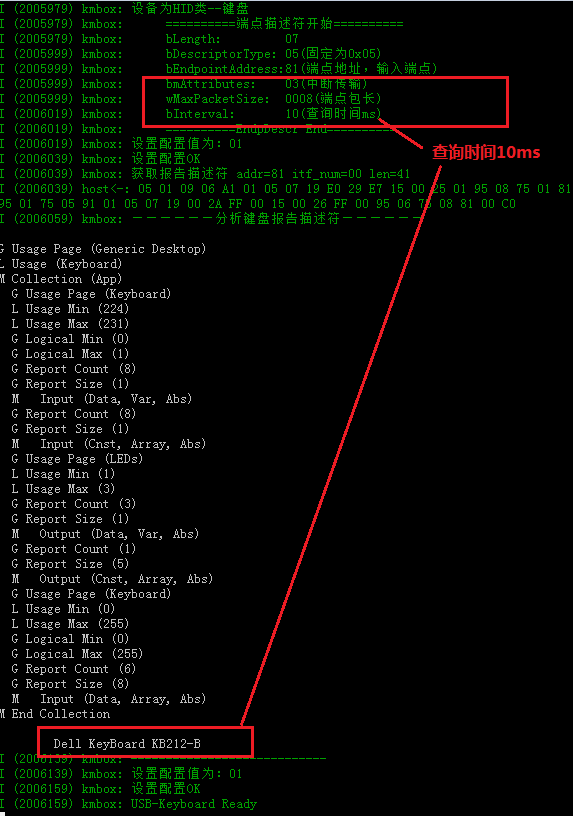 I (2005979) kmbox: 设备为HID类--键盘
I (2005979) kmbox: ==========端点描述符开始==========
I (2005979) kmbox: bLength: 07
I (2005999) kmbox: bDescriptorType: 05(固定为0x05)
I (2005999) kmbox: bEndpointAddress:81(端点地址,输入端点)
I (2005999) kmbox: bmAttributes: 03(中断传输)
I (2005999) kmbox: wMaxPacketSize: 0008(端点包长)
I (2006019) kmbox: bInterval: 10(查询时间ms)
I (2006019) kmbox: ==========EndpDescr End==========
I (2006019) kmbox: 设置配置值为: 01
I (2006039) kmbox: 设置配置OK
I (2006039) kmbox: 获取报告描述符 addr=81 itf_num=00 len=41
I (2006039) kmbox: host<-: 05 01 09 06 A1 01 05 07 19 E0 29 E7 15 00 25 01 95 08 75 01 81
95 01 75 05 91 01 05 07 19 00 2A FF 00 15 00 26 FF 00 95 06 75 08 81 00 C0
I (2006059) kmbox: -------分析键盘报告描述符-------
G Usage Page (Generic Desktop)
L Usage (Keyboard)
M Collection (App)
G Usage Page (Keyboard)
L Usage Min (224)
L Usage Max (231)
G Logical Min (0)
G Logical Max (1)
G Report Count (8)
G Report Size (1)
M Input (Data, Var, Abs)
G Report Count (8)
G Report Size (1)
M Input (Cnst, Array, Abs)
G Usage Page (LEDs)
L Usage Min (1)
L Usage Max (3)
G Report Count (3)
G Report Size (1)
M Output (Data, Var, Abs)
G Report Count (1)
G Report Size (5)
M Output (Cnst, Array, Abs)
G Usage Page (Keyboard)
L Usage Min (0)
L Usage Max (255)
G Logical Min (0)
G Logical Max (255)
G Report Count (6)
G Report Size (8)
M Input (Data, Array, Abs)
M End Collection
Dell KeyBoard KB212-B
I (2006139) kmbox: ----------------------------
I (2006139) kmbox: 设置配置值为: 01
I (2006159) kmbox: 设置配置OK
I (2006159) kmbox: USB-Keyboard Ready
查询时间10ms